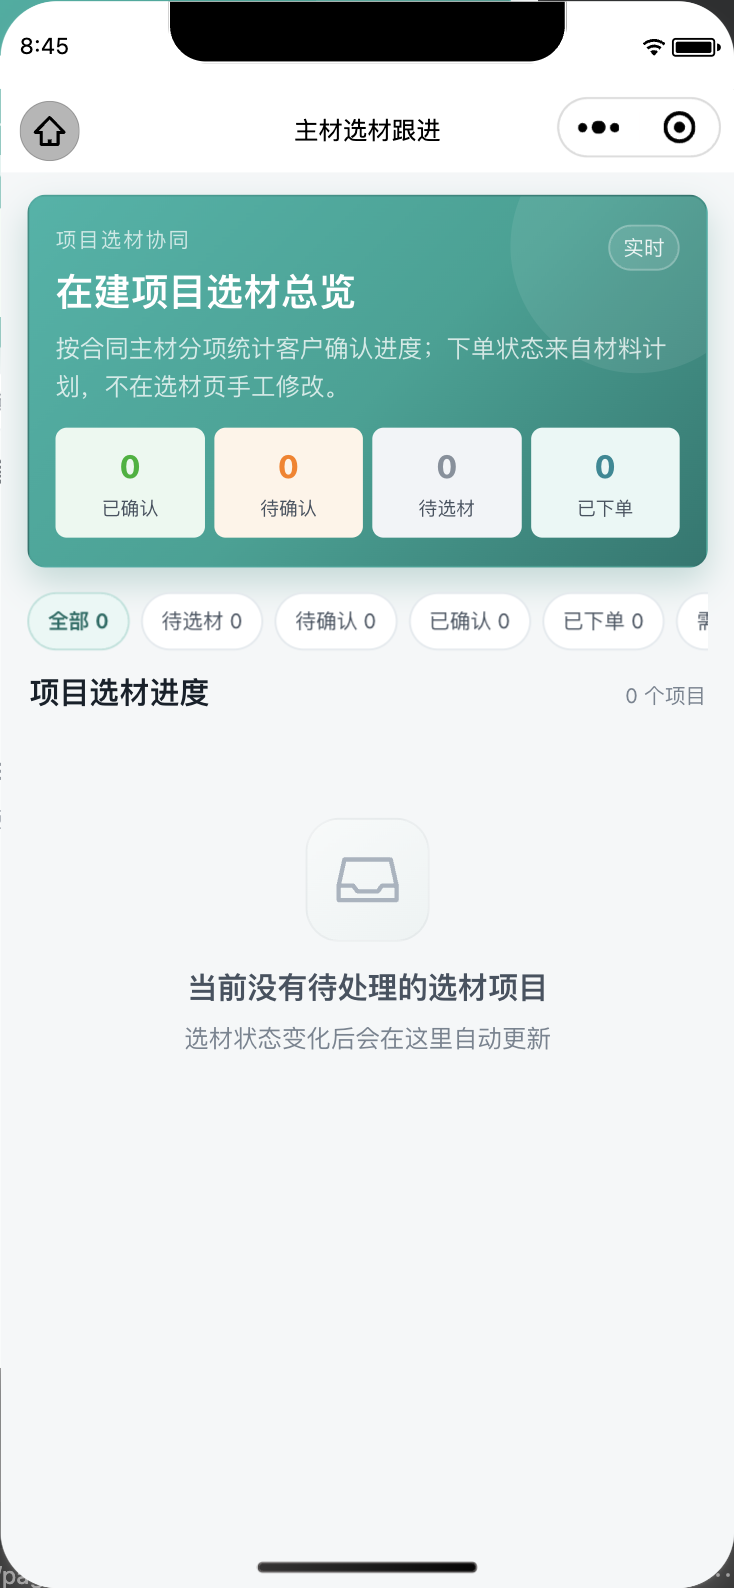 8:45
主材选材跟进
项目选材协同
实时
在建项目选材总览
按合同主材分项统计客户确认进度；下单状态来自材料计
划，不在选材页手工修改。
0
0
0
0
已确认
待确认
待选材
已下单
全部 0
待选材 0
待确认 0
已确认 0
已下单 0
项目选材进度
0 个项目
当前没有待处理的选材项目
选材状态变化后会在这里自动更新